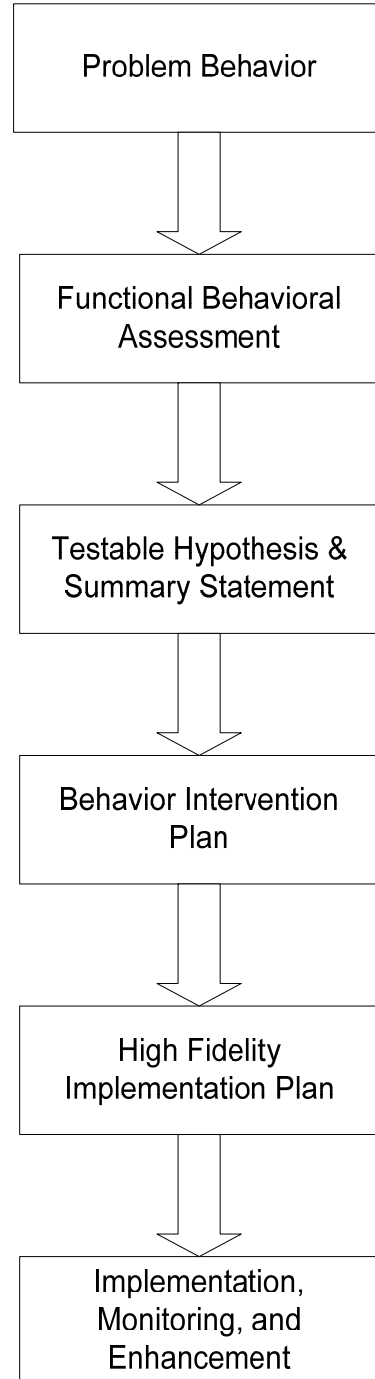 Problem Behavior
Functional Behavioral
Assessment
Testable Hypothesis &
Summary Statement
Behavior Intervention
Plan
High Fidelity
Implementation Plan
Implementation,
Monitoring, and
Enhancement